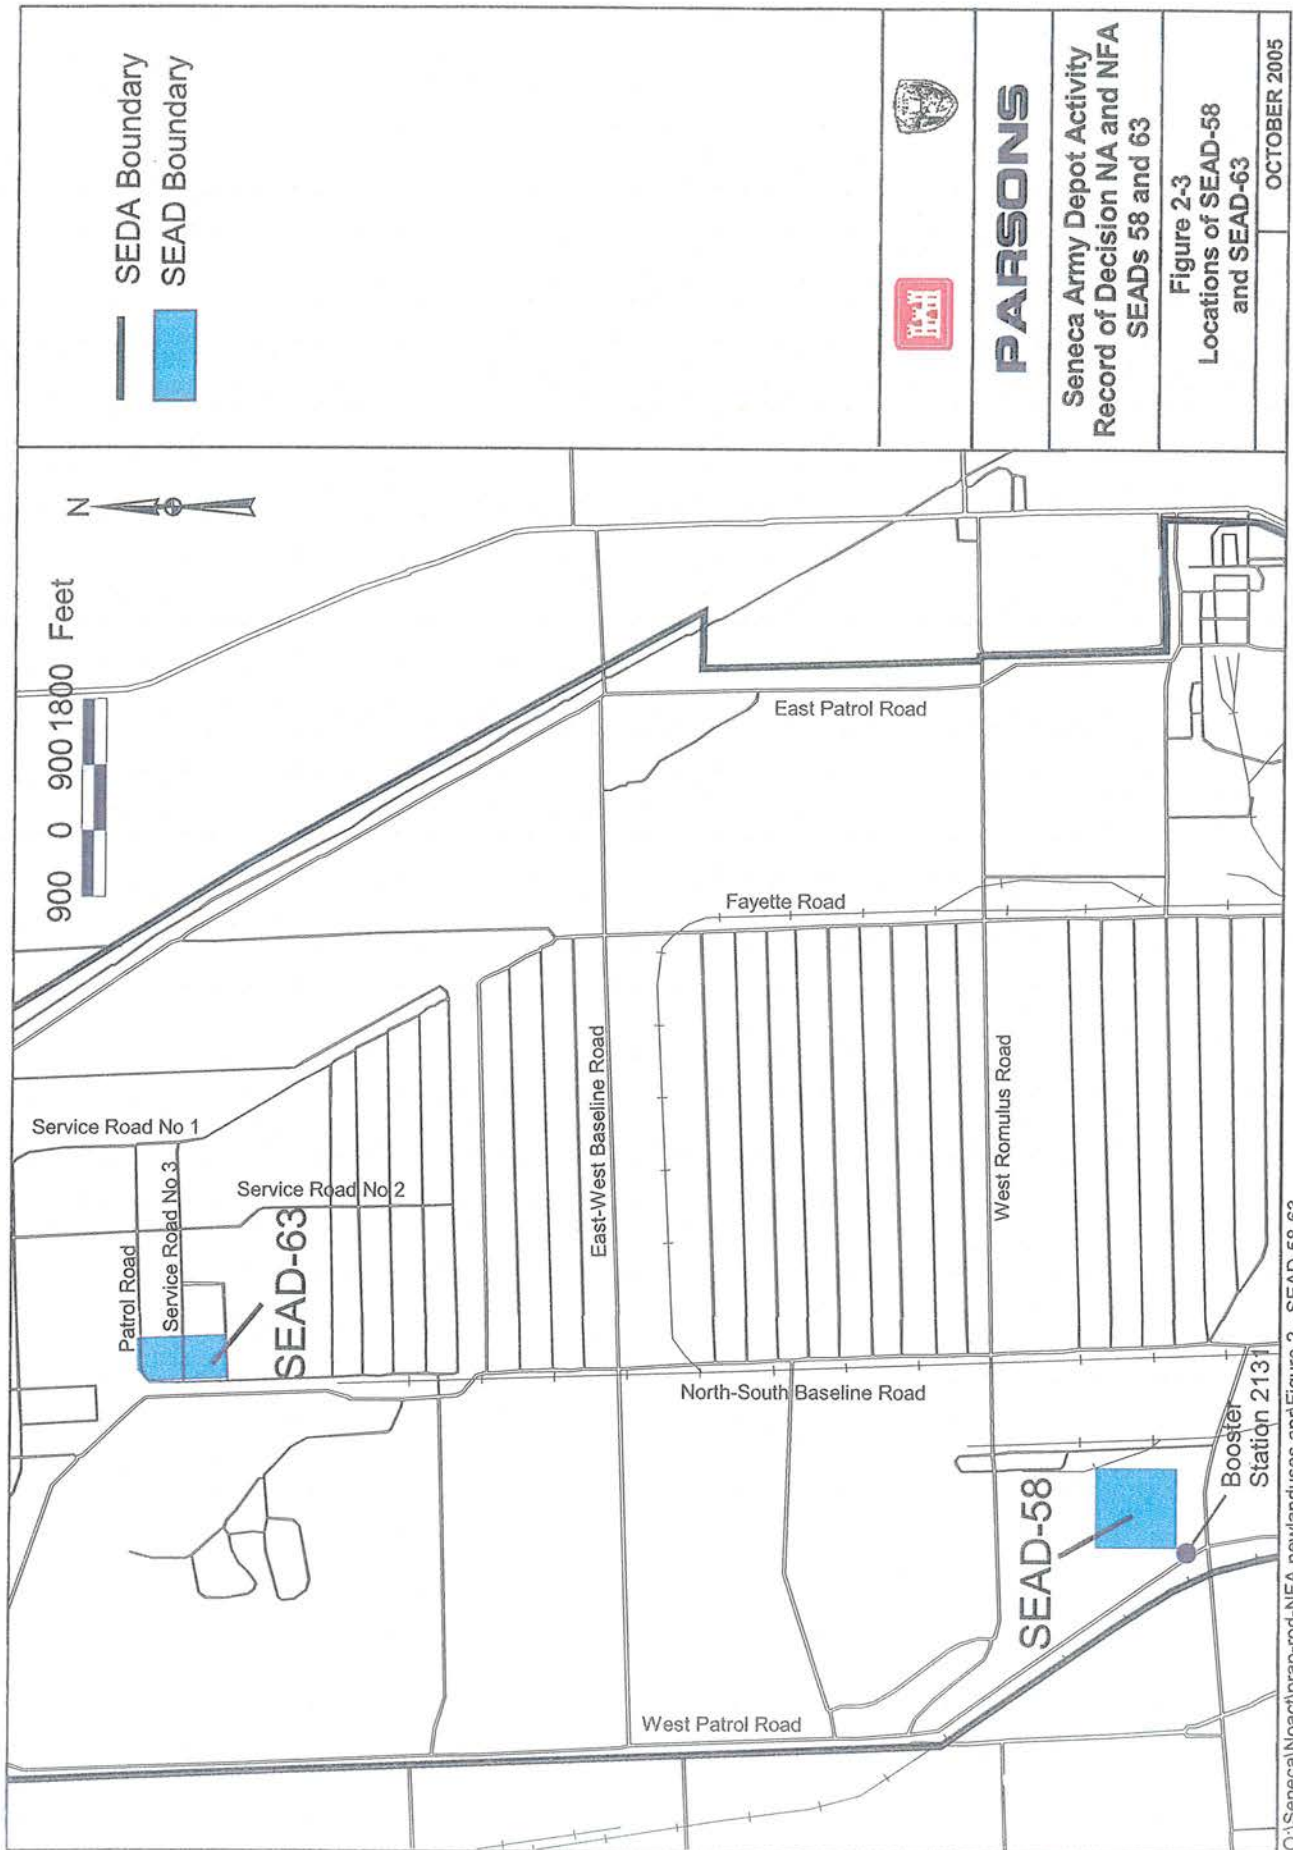 SEDA Boundary
SEAD Boundary
N
900 0 900 1800 Feet
Service Road No 1
Patrol Road
Service Road No 3
Service Road No 2
SEAD-63
East-West Baseline Road
Fayette Road
East Patrol Road
West Romulus Road
North-South Baseline Road
West Patrol Road
SEAD-58
Booster
Station 2131
PARSONS
Seneca Army Depot Activity
Record of Decision NA and NFA
SEADs 58 and 63
Figure 2-3
Locations of SEAD-58
and SEAD-63
OCTOBER 2005